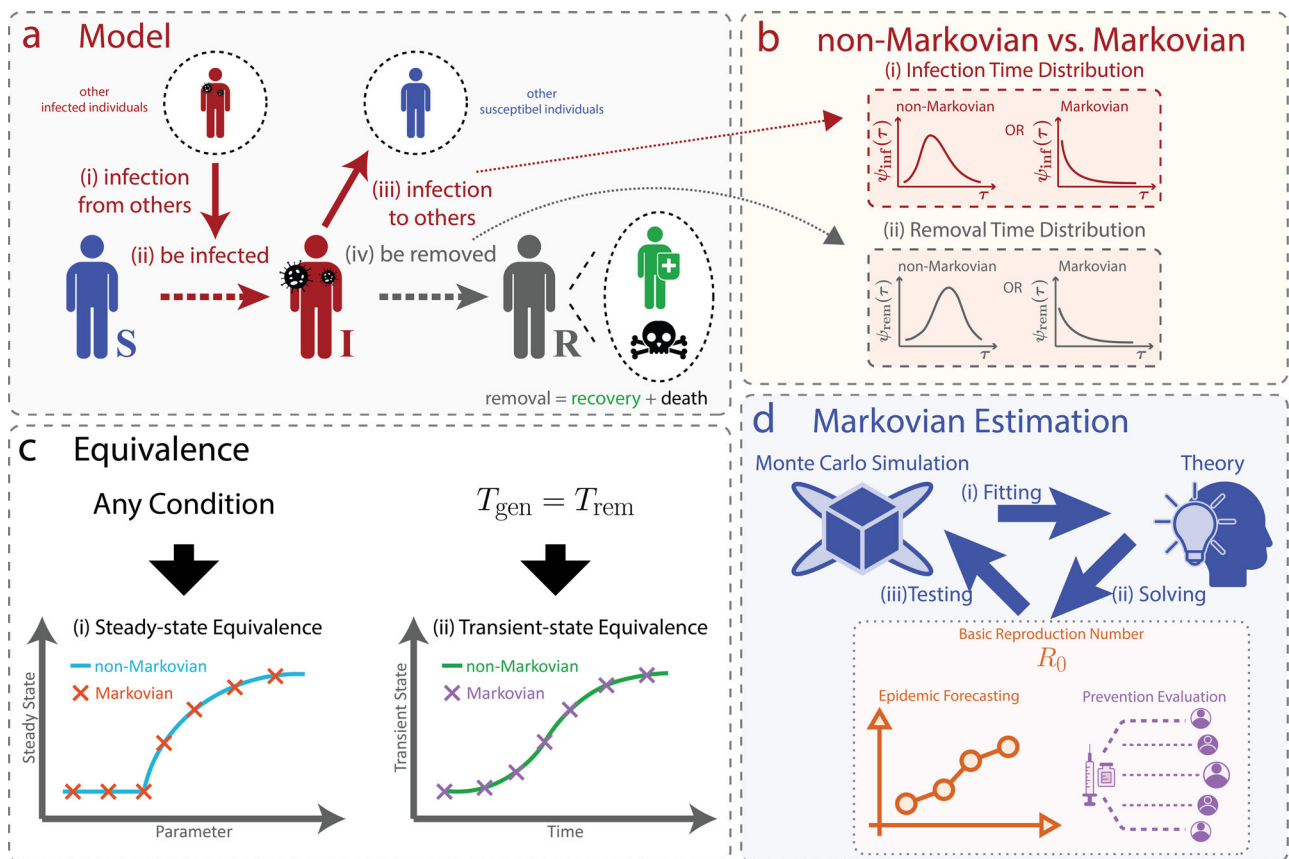 a Model
other
infected individuals
other
susceptibel individuals
(i) infection
from others
(iii) infection
to others
(ii) be infected
(iv) be removed
S
I
R
removal = recovery + death
b non-Markovian vs. Markovian
(i) Infection Time Distribution
non-Markovian
Markovian
OR
ψinf(τ)
τ
ψinf(τ)
τ
(ii) Removal Time Distribution
non-Markovian
Markovian
OR
ψrem(τ)
τ
ψrem(τ)
τ
c Equivalence
Any Condition
Tgen = Trem
(i) Steady-state Equivalence
non-Markovian
Markovian
Steady State
Parameter
(ii) Transient-state Equivalence
non-Markovian
Markovian
Transient State
Time
d Markovian Estimation
Monte Carlo Simulation
Theory
(i) Fitting
(iii)Testing
(ii) Solving
Basic Reproduction Number
R0
Epidemic Forecasting
Prevention Evaluation